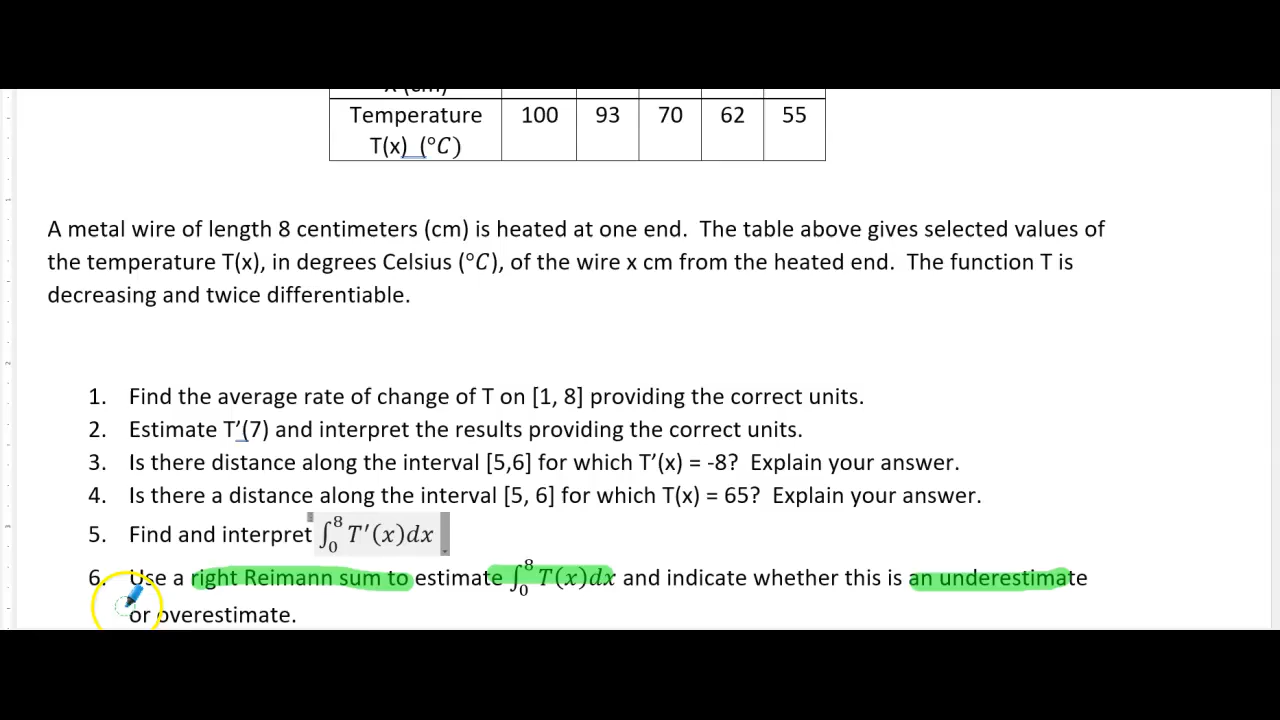 X (cm)
Temperature T(x) (°C) 100 93 70 62 55
A metal wire of length 8 centimeters (cm) is heated at one end. The table above gives selected values of
the temperature T(x), in degrees Celsius (°C), of the wire x cm from the heated end. The function T is
decreasing and twice differentiable.
1. Find the average rate of change of T on [1, 8] providing the correct units.
2. Estimate T’(7) and interpret the results providing the correct units.
3. Is there distance along the interval [5,6] for which T’(x) = -8? Explain your answer.
4. Is there a distance along the interval [5, 6] for which T(x) = 65? Explain your answer.
5. Find and interpret ∫₀⁸ T′(x)dx
6. Use a right Reimann sum to estimate ∫₀⁸ T(x)dx and indicate whether this is an underestimate
or overestimate.